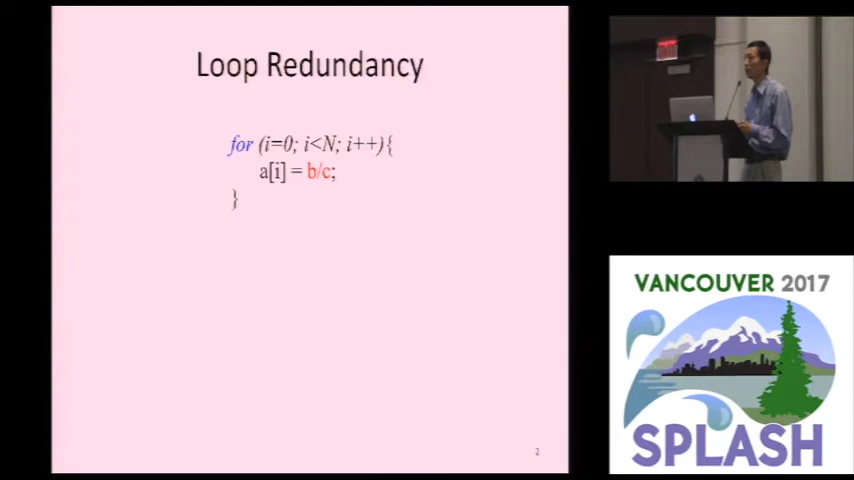 Loop Redundancy
for (i=0; i<N; i++){
a[i] = b/c;
}
2
VANCOUVER 2017
SPLASH